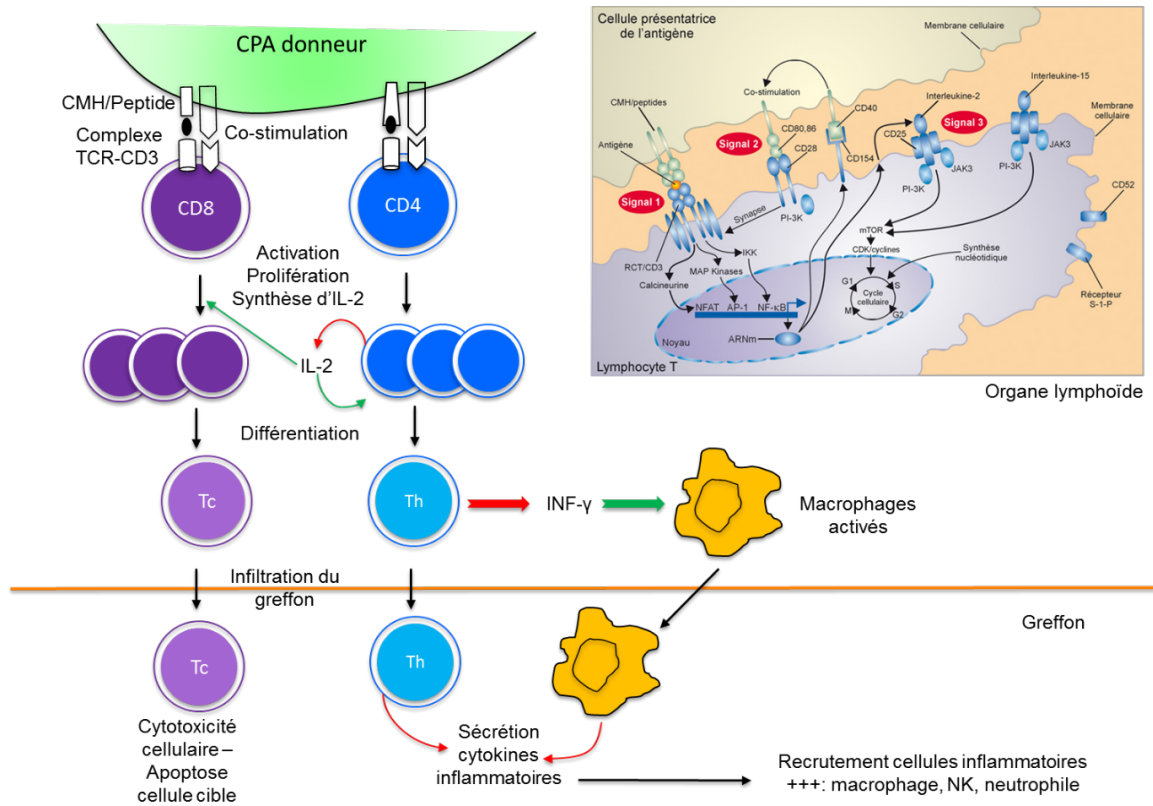 CPA donneur
CMH/Peptide
Complexe
TCR-CD3
Co-stimulation
CD8
CD4
Activation
Prolifération
Synthèse d'IL-2
IL-2
Différentiation
Tc
Th
INF-γ
Macrophages
activés
Infiltration du
greffon
Greffon
Tc
Th
Cytotoxicité
cellulaire –
Apoptose
cellule cible
Sécrétion
cytokines
inflammatoires
Recrutement cellules inflammatoires
+++: macrophage, NK, neutrophile
Cellule présentatrice
de l'antigène
Membrane cellulaire
Interleukine-15
Co-stimulation
Interleukine-2
CMH/peptides
CD40
Membrane
cellulaire
CD80,86
Signal 3
Signal 2
CD25
Antigène
CD28
CD154
JAK3
JAK3
PI-3K
PI-3K
CD52
Signal 1
Synapse
PI-3K
mTOR
IKK
CDK/cyclines
Synthèse
nucléotidique
RCT/CD3
MAP Kinases
Calcineurine
G1
S
Cycle
cellulaire
NFAT
AP-1
NF-κB
M
G2
Récepteur
S-1-P
Noyau
ARNm
Lymphocyte T
Organe lymphoïde